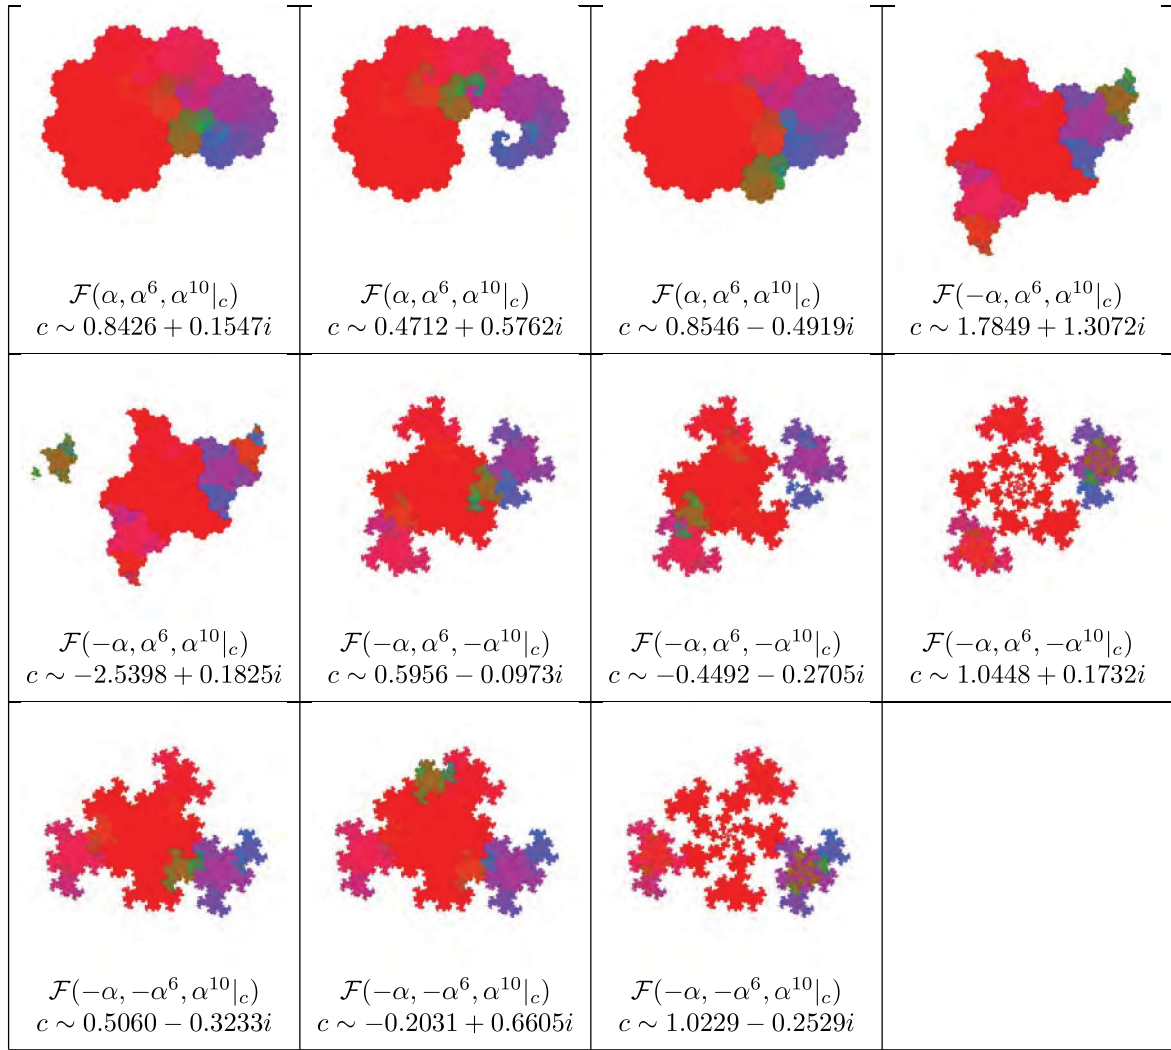 F(α, α⁶, α¹⁰|c)
c ∼ 0.8426 + 0.1547i
F(α, α⁶, α¹⁰|c)
c ∼ 0.4712 + 0.5762i
F(α, α⁶, α¹⁰|c)
c ∼ 0.8546 − 0.4919i
F(−α, α⁶, α¹⁰|c)
c ∼ 1.7849 + 1.3072i
F(−α, α⁶, α¹⁰|c)
c ∼ −2.5398 + 0.1825i
F(−α, α⁶, −α¹⁰|c)
c ∼ 0.5956 − 0.0973i
F(−α, α⁶, −α¹⁰|c)
c ∼ −0.4492 − 0.2705i
F(−α, α⁶, −α¹⁰|c)
c ∼ 1.0448 + 0.1732i
F(−α, −α⁶, α¹⁰|c)
c ∼ 0.5060 − 0.3233i
F(−α, −α⁶, α¹⁰|c)
c ∼ −0.2031 + 0.6605i
F(−α, −α⁶, α¹⁰|c)
c ∼ 1.0229 − 0.2529i